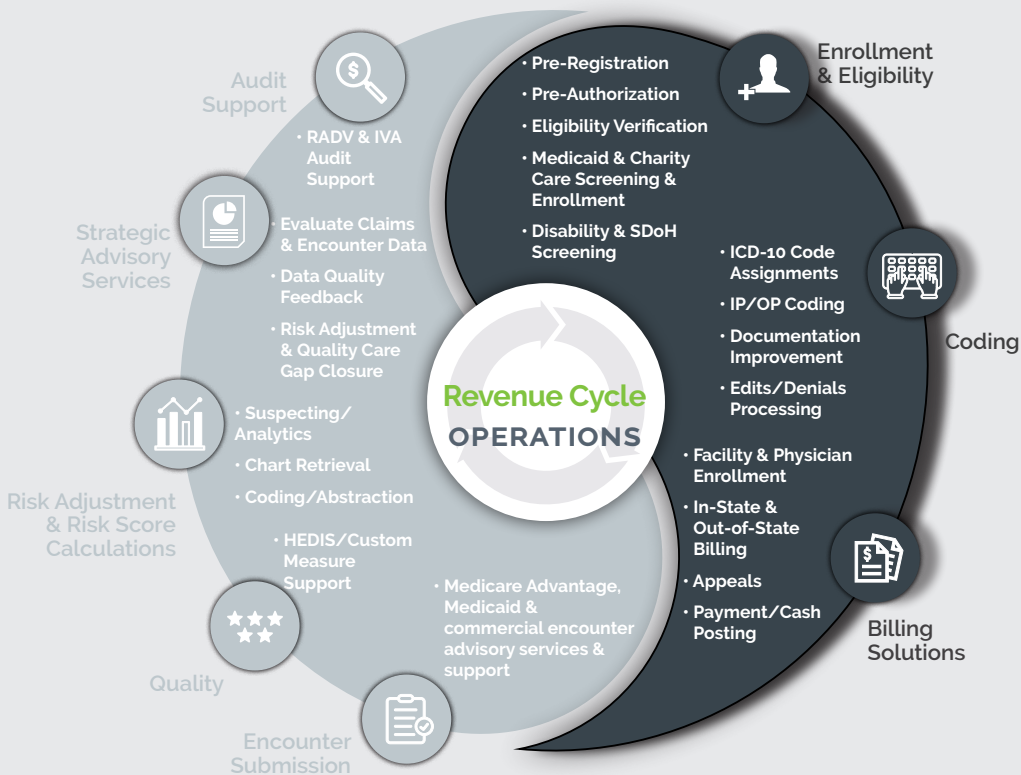 Audit
Support
• RADV & IVA
Audit
Support
Strategic
Advisory
Services
• Evaluate Claims
& Encounter Data
• Data Quality
Feedback
• Risk Adjustment
& Quality Care
Gap Closure
Risk Adjustment
& Risk Score
Calculations
• Suspecting/
Analytics
• Chart Retrieval
• Coding/Abstraction
Quality
• HEDIS/Custom
Measure
Support
Encounter
Submission
• Medicare Advantage,
Medicaid &
commercial encounter
advisory services &
support
Revenue Cycle
OPERATIONS
Enrollment
& Eligibility
• Pre-Registration
• Pre-Authorization
• Eligibility Verification
• Medicaid & Charity
Care Screening &
Enrollment
• Disability & SDoH
Screening
Coding
• ICD-10 Code
Assignments
• IP/OP Coding
• Documentation
Improvement
• Edits/Denials
Processing
Billing
Solutions
• Facility & Physician
Enrollment
• In-State &
Out-of-State
Billing
• Appeals
• Payment/Cash
Posting